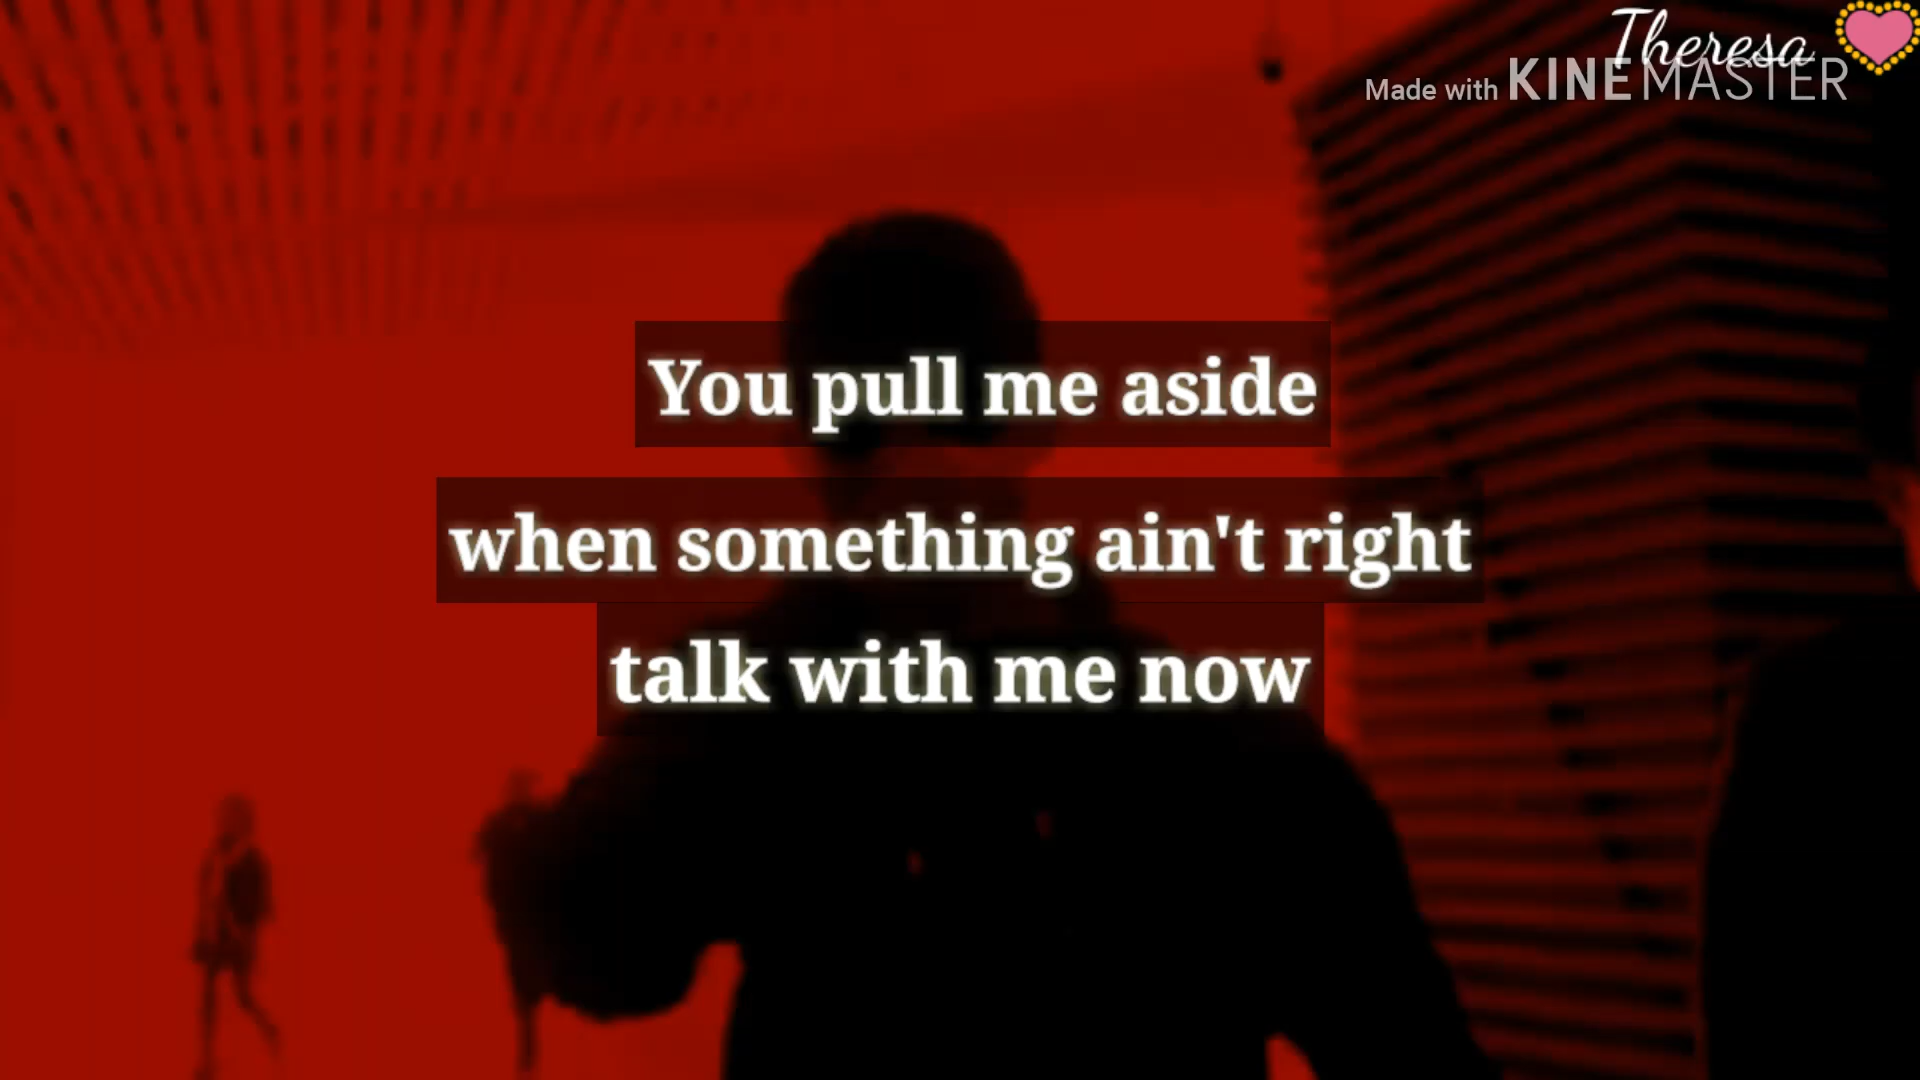 Theresa
Made with KINEMASTER
You pull me aside
when something ain't right
talk with me now